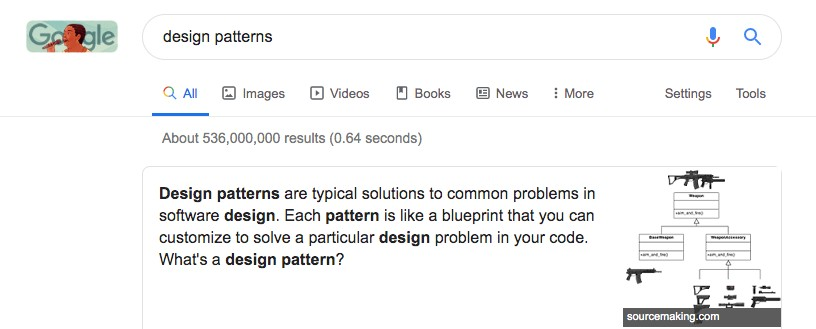 Google
design patterns
All Images Videos Books News More Settings Tools
About 536,000,000 results (0.64 seconds)
Design patterns are typical solutions to common problems in
software design. Each pattern is like a blueprint that you can
customize to solve a particular design problem in your code.
What's a design pattern?
Weapon
+aim_and_fire()
BaseWeapon WeaponAccessory
+aim_and_fire() +aim_and_fire()
sourcemaking.com